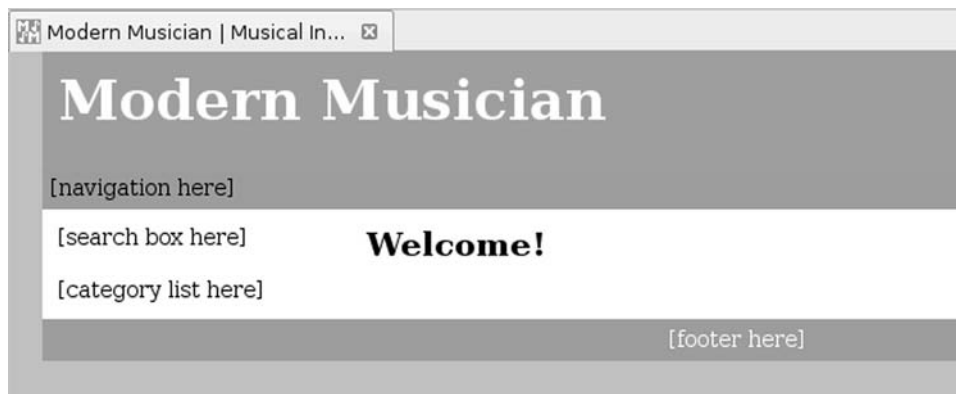 Modern Musician | Musical In...
Modern Musician
[navigation here]
[search box here]
Welcome!
[category list here]
[footer here]